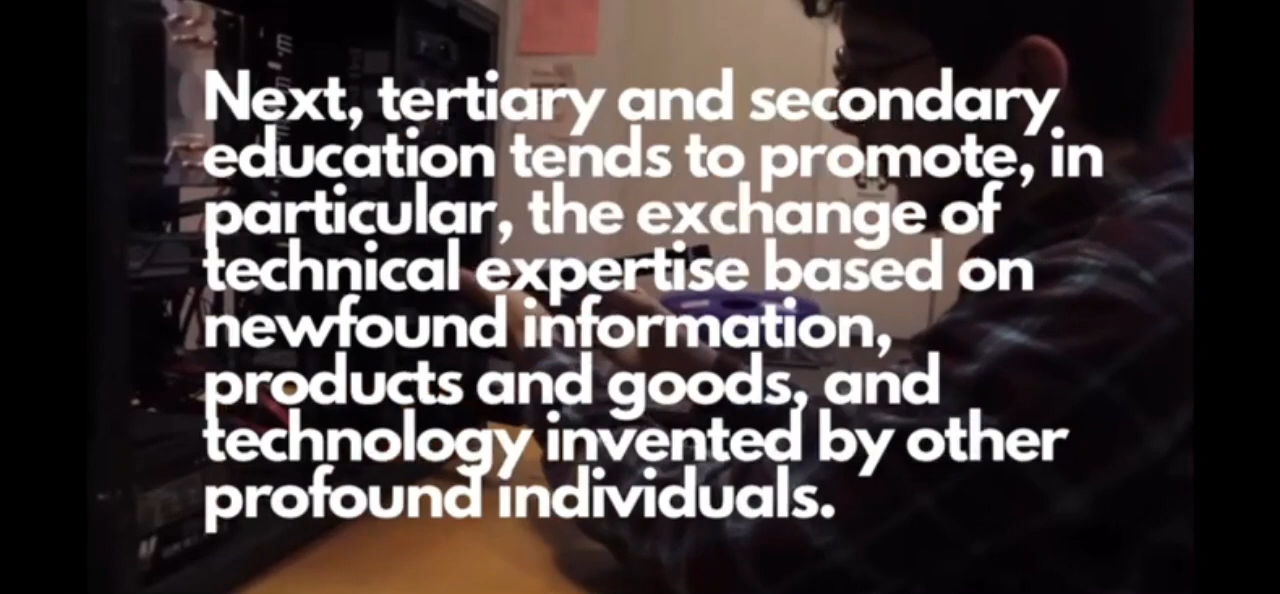 Next, tertiary and secondary
education tends to promote, in
particular, the exchange of
technical expertise based on
newfound information,
products and goods, and
technology invented by other
profound individuals.